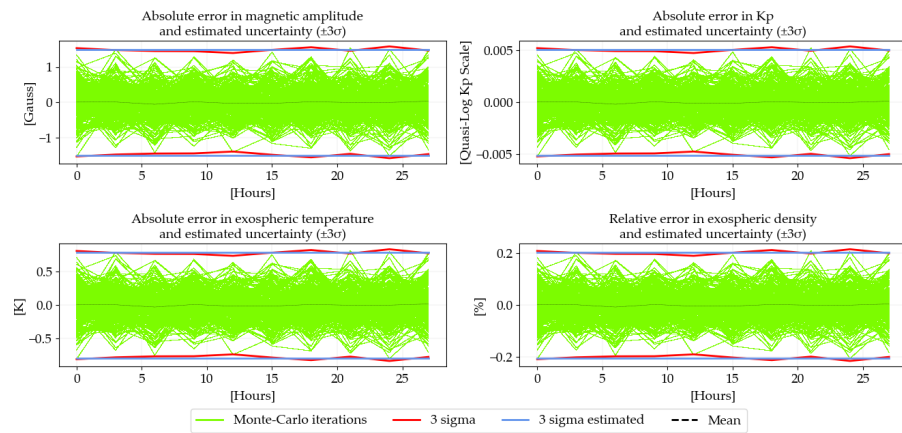 Absolute error in magnetic amplitude
and estimated uncertainty (±3σ)
[Gauss]
1
0
−1
0 5 10 15 20 25
[Hours]
Absolute error in Kp
and estimated uncertainty (±3σ)
[Quasi-Log Kp Scale]
0.005
0.000
−0.005
0 5 10 15 20 25
[Hours]
Absolute error in exospheric temperature
and estimated uncertainty (±3σ)
[K]
0.5
0.0
−0.5
0 5 10 15 20 25
[Hours]
Relative error in exospheric density
and estimated uncertainty (±3σ)
[%]
0.2
0.0
−0.2
0 5 10 15 20 25
[Hours]
Monte-Carlo iterations 3 sigma 3 sigma estimated Mean